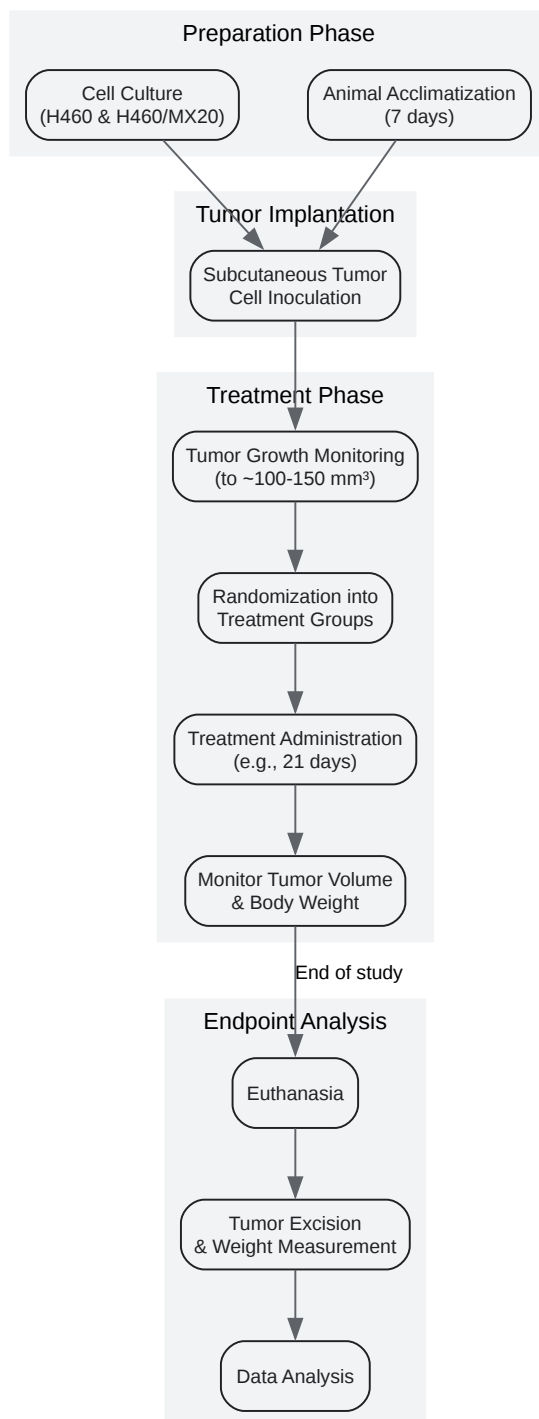 Preparation Phase
Cell Culture
(H460 & H460/MX20)
Animal Acclimatization
(7 days)
Tumor Implantation
Subcutaneous Tumor
Cell Inoculation
Treatment Phase
Tumor Growth Monitoring
(to ~100-150 mm³)
Randomization into
Treatment Groups
Treatment Administration
(e.g., 21 days)
Monitor Tumor Volume
& Body Weight
End of study
Endpoint Analysis
Euthanasia
Tumor Excision
& Weight Measurement
Data Analysis